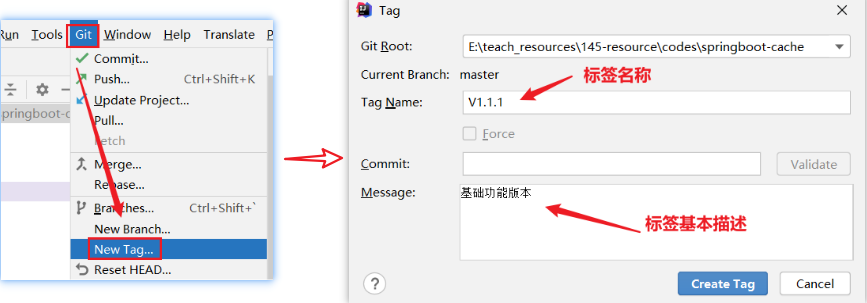 Run Tools Git Window Help Translate P
Commit...
Push... Ctrl+Shift+K
Update Project...
Pull...
Fetch
Merge...
Rebase...
Branches... Ctrl+Shift+`
New Branch...
New Tag...
Reset HEAD...
pringboot-c
Tag
Git Root: E:\teach_resources\145-resource\codes\springboot-cache
Current Branch: master
标签名称
Tag Name: V1.1.1
Force
Commit:
Validate
Message: 基础功能版本
标签基本描述
? Create Tag Cancel